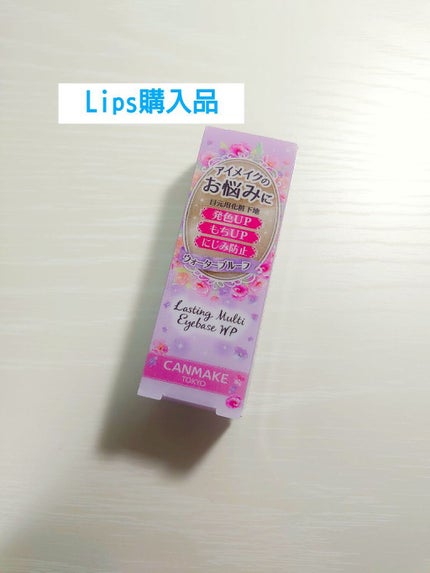 Lips購入品
アイメイクの
お悩みに
目元用化粧下地
発色UP
もちUP
にじみ防止
ウォータープルーフ
Lasting Multi
Eyebase WP
CANMAKE
TOKYO